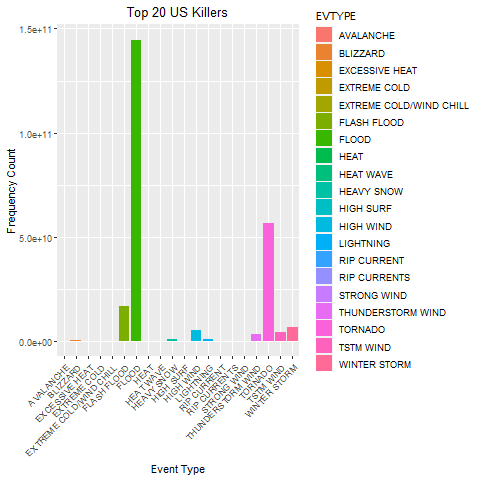 Top 20 US Killers
1.5e+11
1.0e+11
5.0e+10
0.0e+00
Frequency Count
AVALANCHE
BLIZZARD
EXCESSIVE HEAT
EXTREME COLD
EXTREME COLD/WIND CHILL
FLASH FLOOD
FLOOD
HEAT
HEAT WAVE
HEAVY SNOW
HIGH SURF
HIGH WIND
LIGHTNING
RIP CURRENT
RIP CURRENTS
STRONG WIND
THUNDERSTORM WIND
TORNADO
TSTM WIND
WINTER STORM
Event Type
EVTYPE
AVALANCHE
BLIZZARD
EXCESSIVE HEAT
EXTREME COLD
EXTREME COLD/WIND CHILL
FLASH FLOOD
FLOOD
HEAT
HEAT WAVE
HEAVY SNOW
HIGH SURF
HIGH WIND
LIGHTNING
RIP CURRENT
RIP CURRENTS
STRONG WIND
THUNDERSTORM WIND
TORNADO
TSTM WIND
WINTER STORM